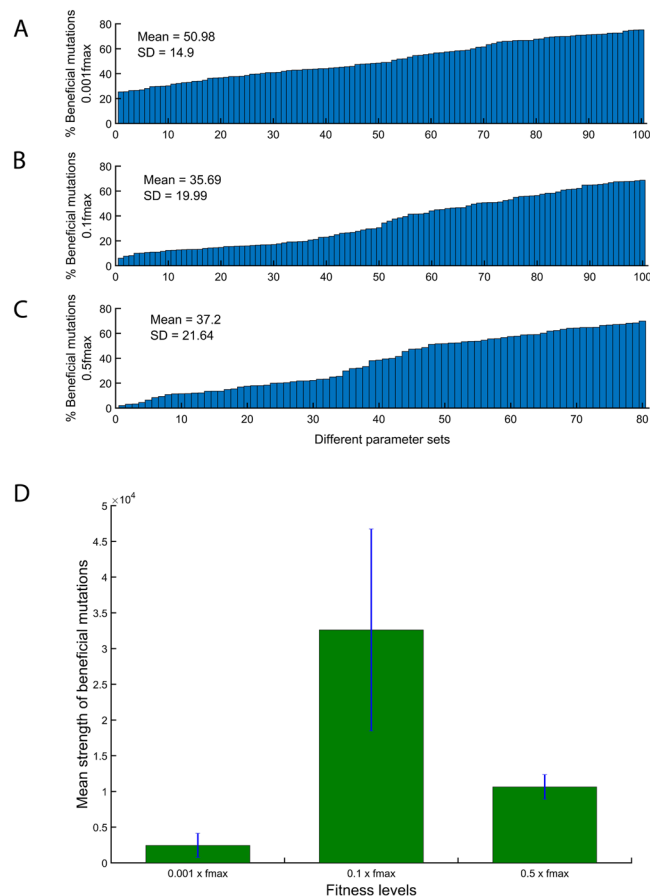 A
% Beneficial mutations
0.001fmax
Mean = 50.98
SD = 14.9
80
60
40
20
0
0 10 20 30 40 50 60 70 80 90 100
B
% Beneficial mutations
0.1fmax
Mean = 35.69
SD = 19.99
80
60
40
20
0
0 10 20 30 40 50 60 70 80 90 100
C
% Beneficial mutations
0.5fmax
Mean = 37.2
SD = 21.64
80
60
40
20
0
0 10 20 30 40 50 60 70 80
Different parameter sets
D
Mean strength of beneficial mutations
×10⁴
5
4.5
4
3.5
3
2.5
2
1.5
1
0.5
0
0.001 x fmax 0.1 x fmax 0.5 x fmax
Fitness levels